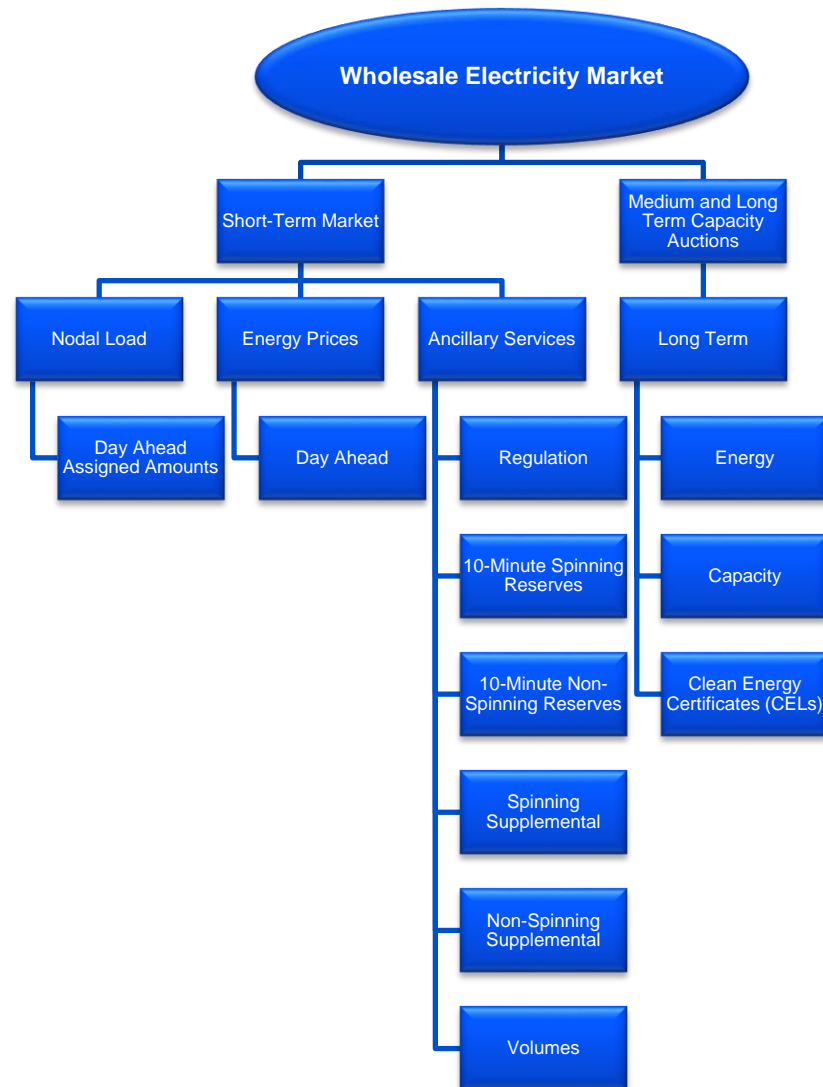 Wholesale Electricity Market
Short-Term Market
Medium and Long
Term Capacity
Auctions
Nodal Load
Energy Prices
Ancillary Services
Long Term
Day Ahead
Assigned Amounts
Day Ahead
Regulation
Energy
10-Minute Spinning
Reserves
Capacity
10-Minute Non-
Spinning Reserves
Clean Energy
Certificates (CELs)
Spinning
Supplemental
Non-Spinning
Supplemental
Volumes